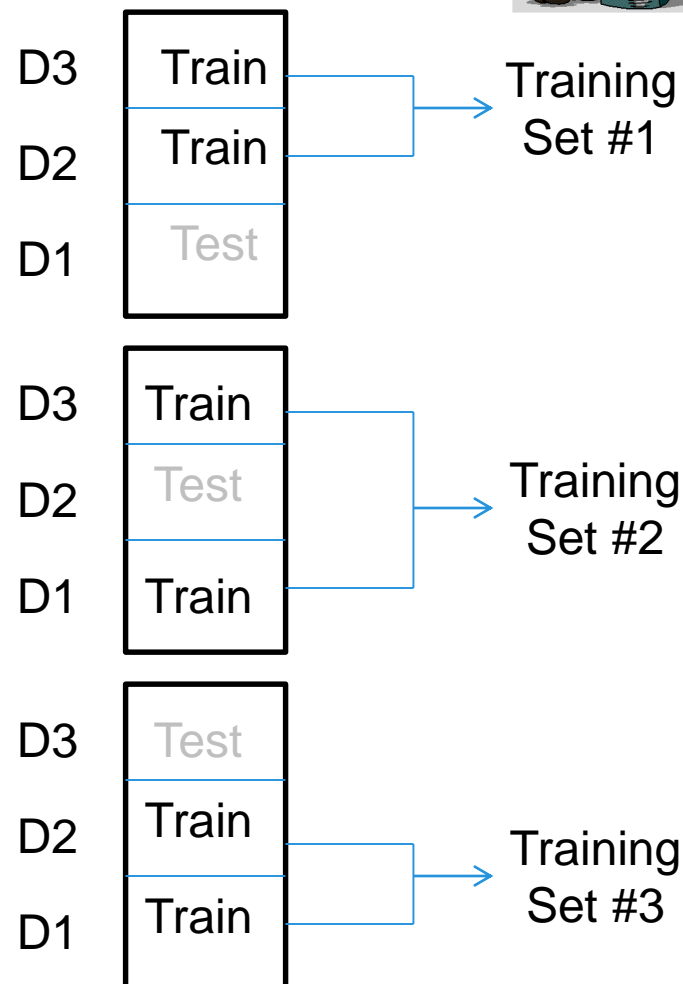 D3 Train
Training
Set #1
D2 Train
D1 Test
D3 Train
D2 Test
Training
Set #2
D1 Train
D3 Test
D2 Train
Training
Set #3
D1 Train